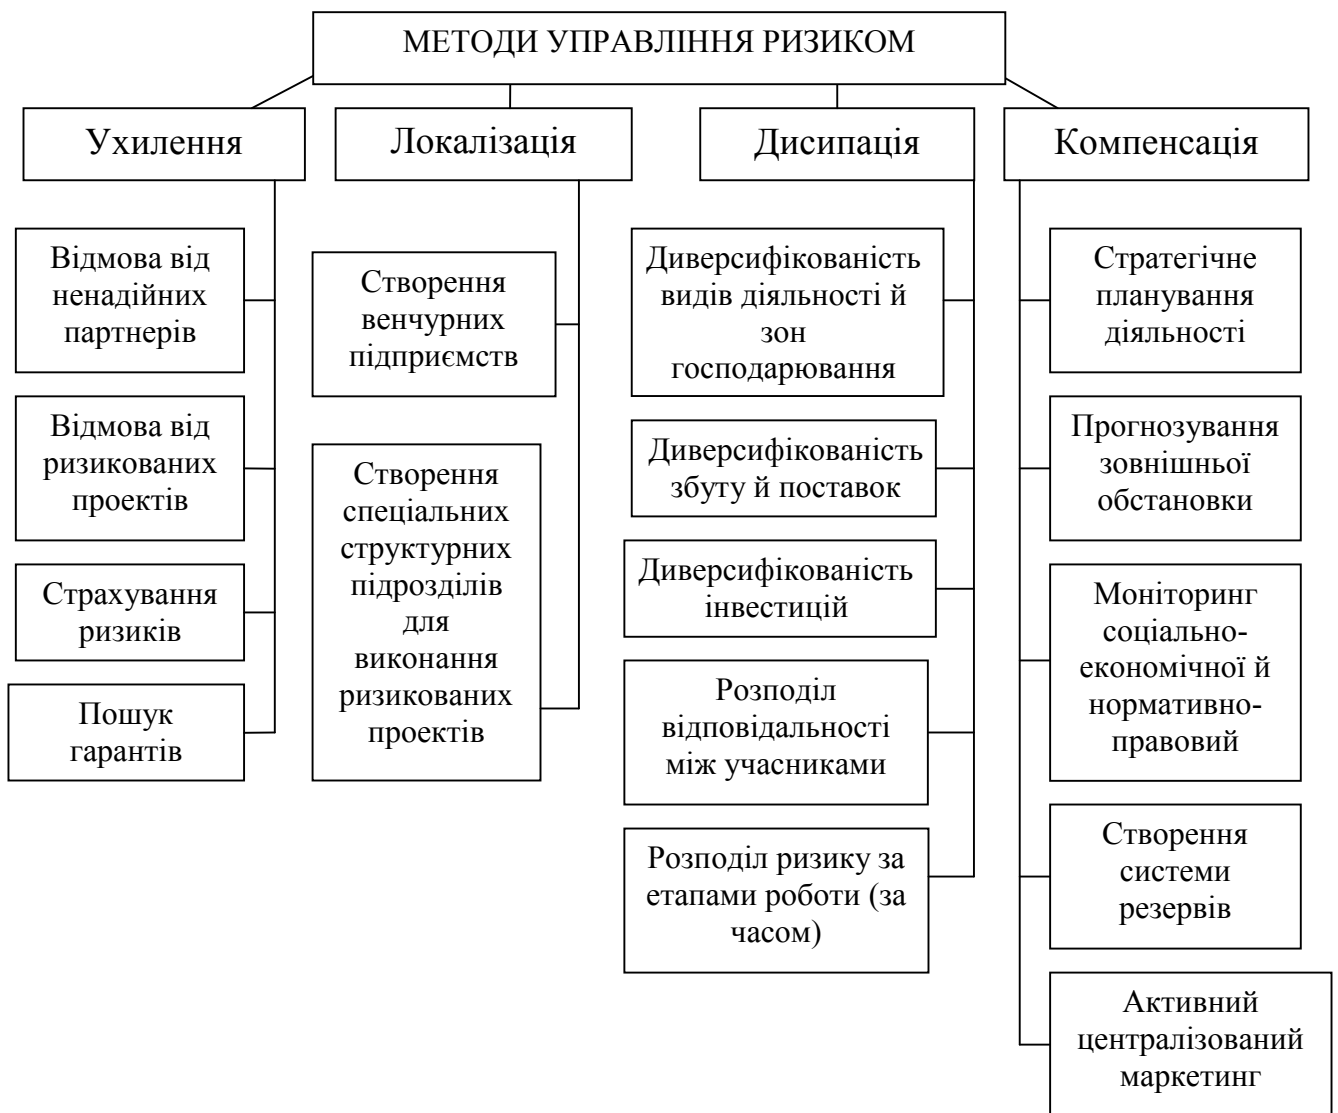 МЕТОДИ УПРАВЛІННЯ РИЗИКОМ
Ухилення
Відмова від
ненадійних
партнерів
Відмова від
ризикованих
проектів
Страхування
ризиків
Пошук
гарантів
Локалізація
Створення
венчурних
підприємств
Створення
спеціальних
структурних
підрозділів
для
виконання
ризикованих
проектів
Дисипація
Диверсифікованість
видів діяльності й
зон
господарювання
Диверсифікованість
збуту й поставок
Диверсифікованість
інвестицій
Розподіл
відповідальності
між учасниками
Розподіл ризику за
етапами роботи (за
часом)
Компенсація
Стратегічне
планування
діяльності
Прогнозування
зовнішньої
обстановки
Моніторинг
соціально-
економічної й
нормативно-
правовий
Створення
системи
резервів
Активний
централізований
маркетинг